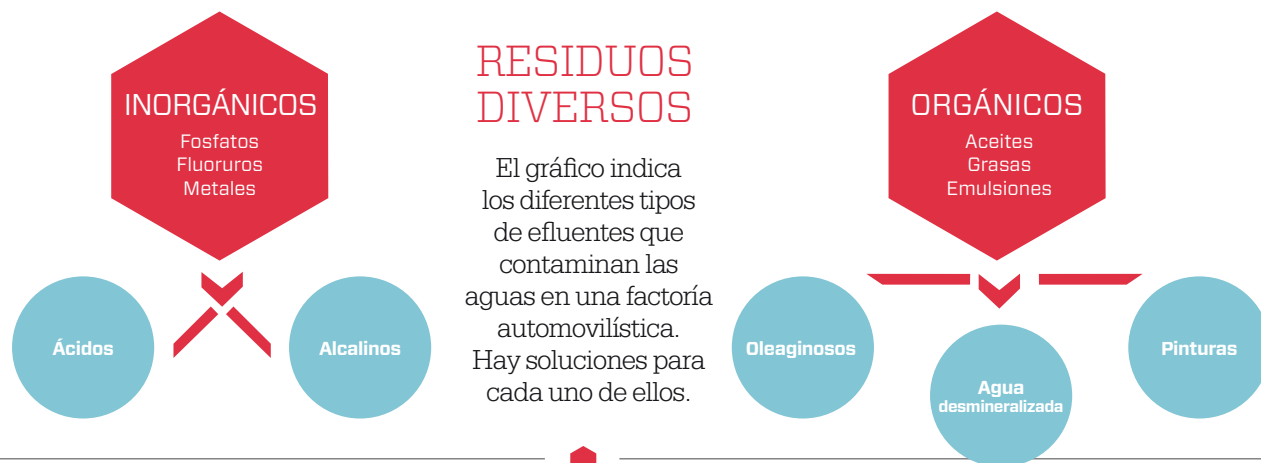 INORGÁNICOS
Fosfatos
Fluoruros
Metales
Ácidos
Alcalinos
RESIDUOS
DIVERSOS
El gráfico indica
los diferentes tipos
de efluentes que
contaminan las
aguas en una factoría
automovilística.
Hay soluciones para
cada uno de ellos.
ORGÁNICOS
Aceites
Grasas
Emulsiones
Oleaginosos
Agua
desmineralizada
Pinturas